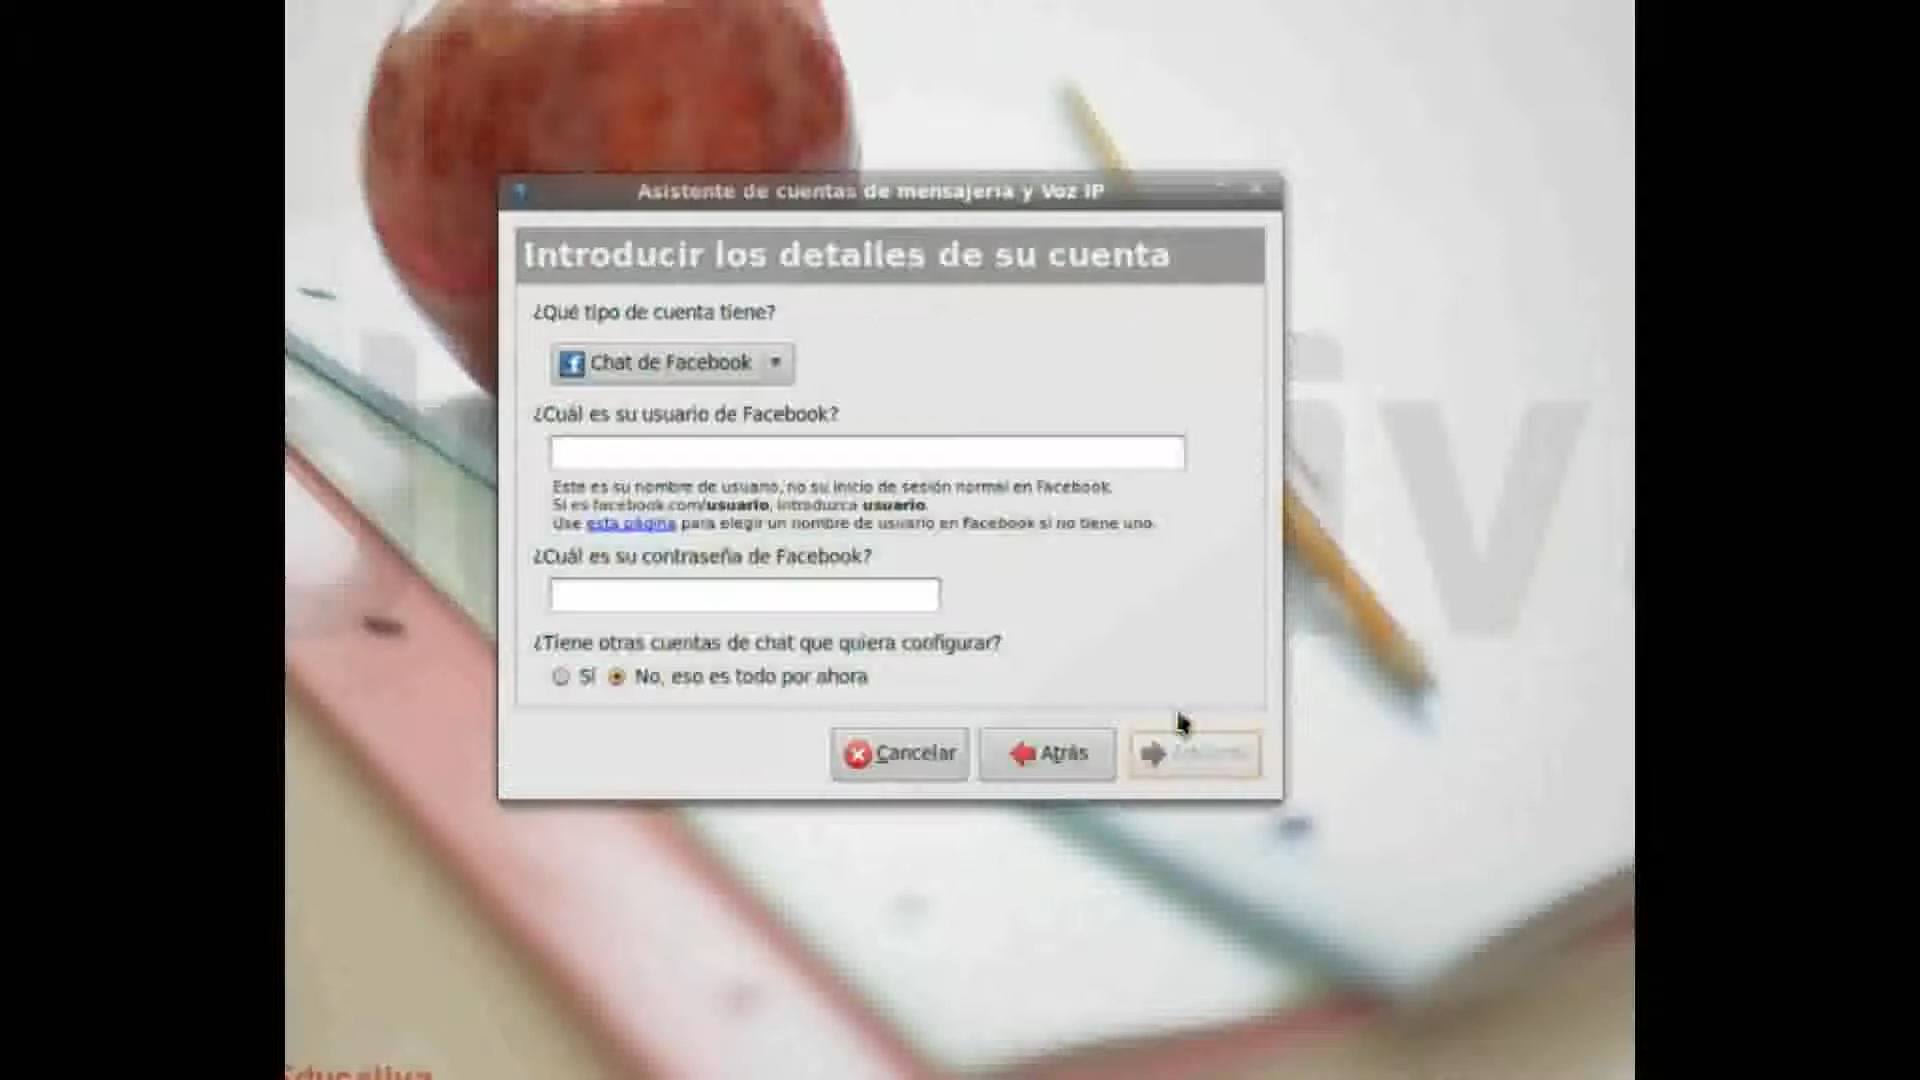 Asistente de cuentas de mensajería y Voz IP
Introducir los detalles de su cuenta
¿Qué tipo de cuenta tiene?
Chat de Facebook
¿Cuál es su usuario de Facebook?
Este es su nombre de usuario, no su inicio de sesión normal en Facebook.
Si es facebook.com/usuario, introduzca usuario.
Use esta página para elegir un nombre de usuario en Facebook si no tiene uno.
¿Cuál es su contraseña de Facebook?
¿Tiene otras cuentas de chat que quiera configurar?
Sí No, eso es todo por ahora
Cancelar Atrás
Educativa